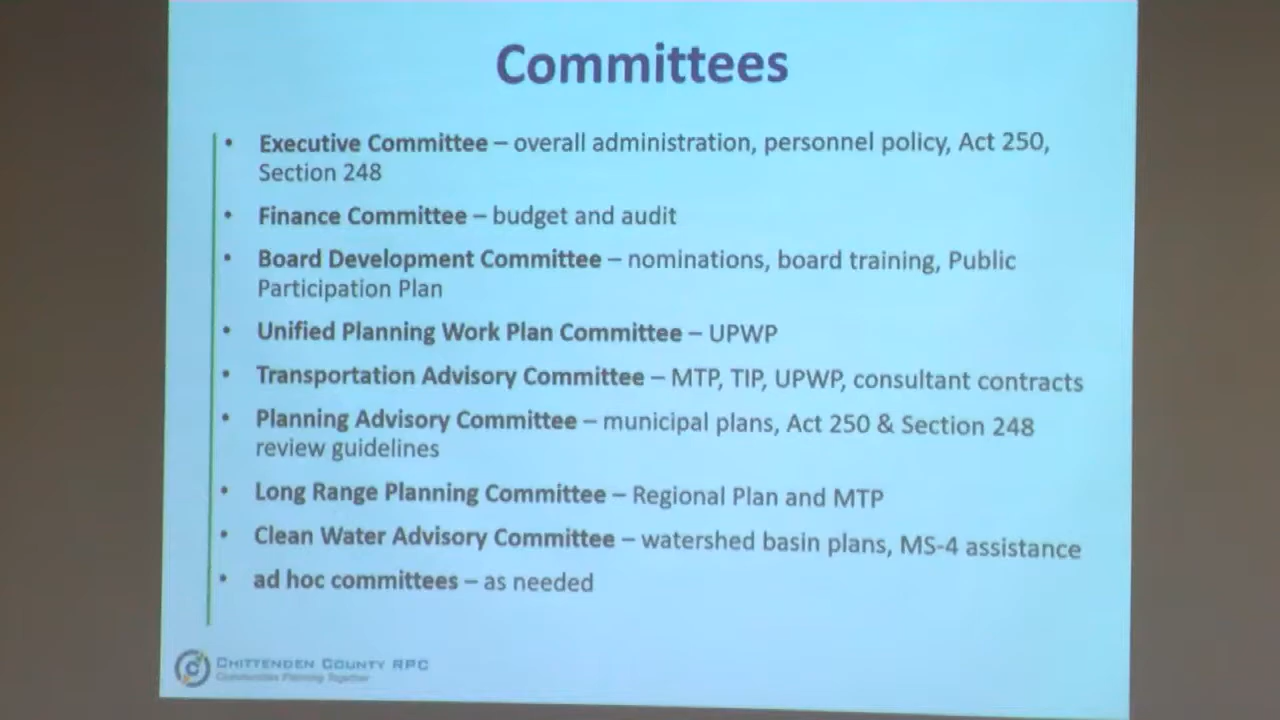 Committees
• Executive Committee – overall administration, personnel policy, Act 250,
Section 248
• Finance Committee – budget and audit
• Board Development Committee – nominations, board training, Public
Participation Plan
• Unified Planning Work Plan Committee – UPWP
• Transportation Advisory Committee – MTP, TIP, UPWP, consultant contracts
• Planning Advisory Committee – municipal plans, Act 250 & Section 248
review guidelines
• Long Range Planning Committee – Regional Plan and MTP
• Clean Water Advisory Committee – watershed basin plans, MS-4 assistance
• ad hoc committees – as needed
CHITTENDEN COUNTY RPC
Communities Planning Together